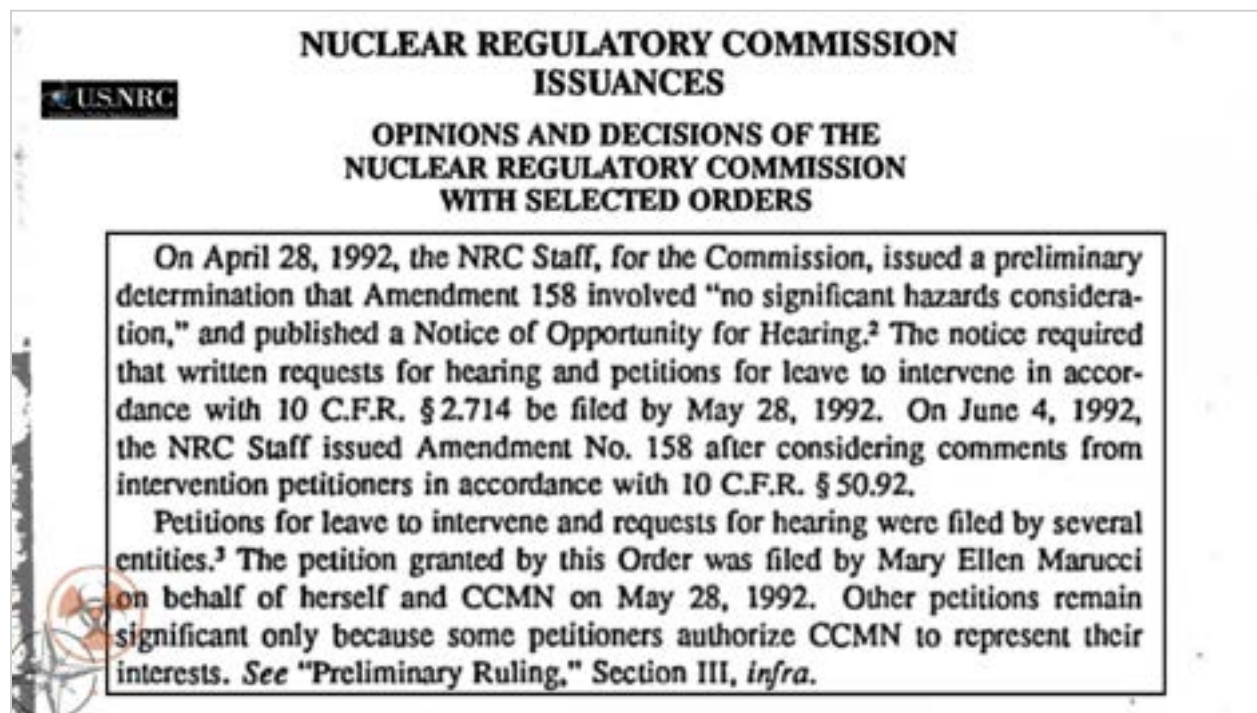 NUCLEAR REGULATORY COMMISSION
ISSUANCES
U.S.NRC
OPINIONS AND DECISIONS OF THE
NUCLEAR REGULATORY COMMISSION
WITH SELECTED ORDERS
On April 28, 1992, the NRC Staff, for the Commission, issued a preliminary
determination that Amendment 158 involved “no significant hazards considera-
tion,” and published a Notice of Opportunity for Hearing.² The notice required
that written requests for hearing and petitions for leave to intervene in accor-
dance with 10 C.F.R. § 2.714 be filed by May 28, 1992. On June 4, 1992,
the NRC Staff issued Amendment No. 158 after considering comments from
intervention petitioners in accordance with 10 C.F.R. § 50.92.
Petitions for leave to intervene and requests for hearing were filed by several
entities.³ The petition granted by this Order was filed by Mary Ellen Marucci
on behalf of herself and CCMN on May 28, 1992. Other petitions remain
significant only because some petitioners authorize CCMN to represent their
interests. See “Preliminary Ruling,” Section III, infra.